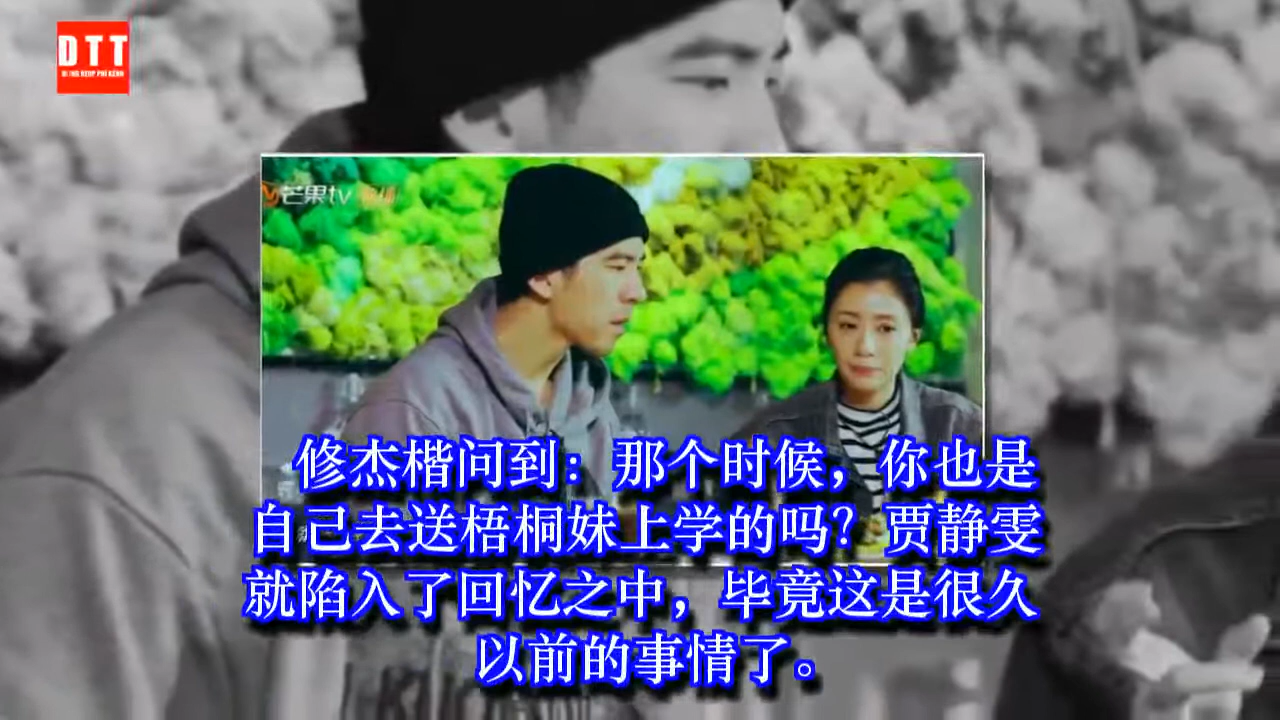 DTT
芒果tv
修杰楷问到：那个时候，你也是
自己去送梧桐妹上学的吗？贾静雯
就陷入了回忆之中，毕竟这是很久
以前的事情了。